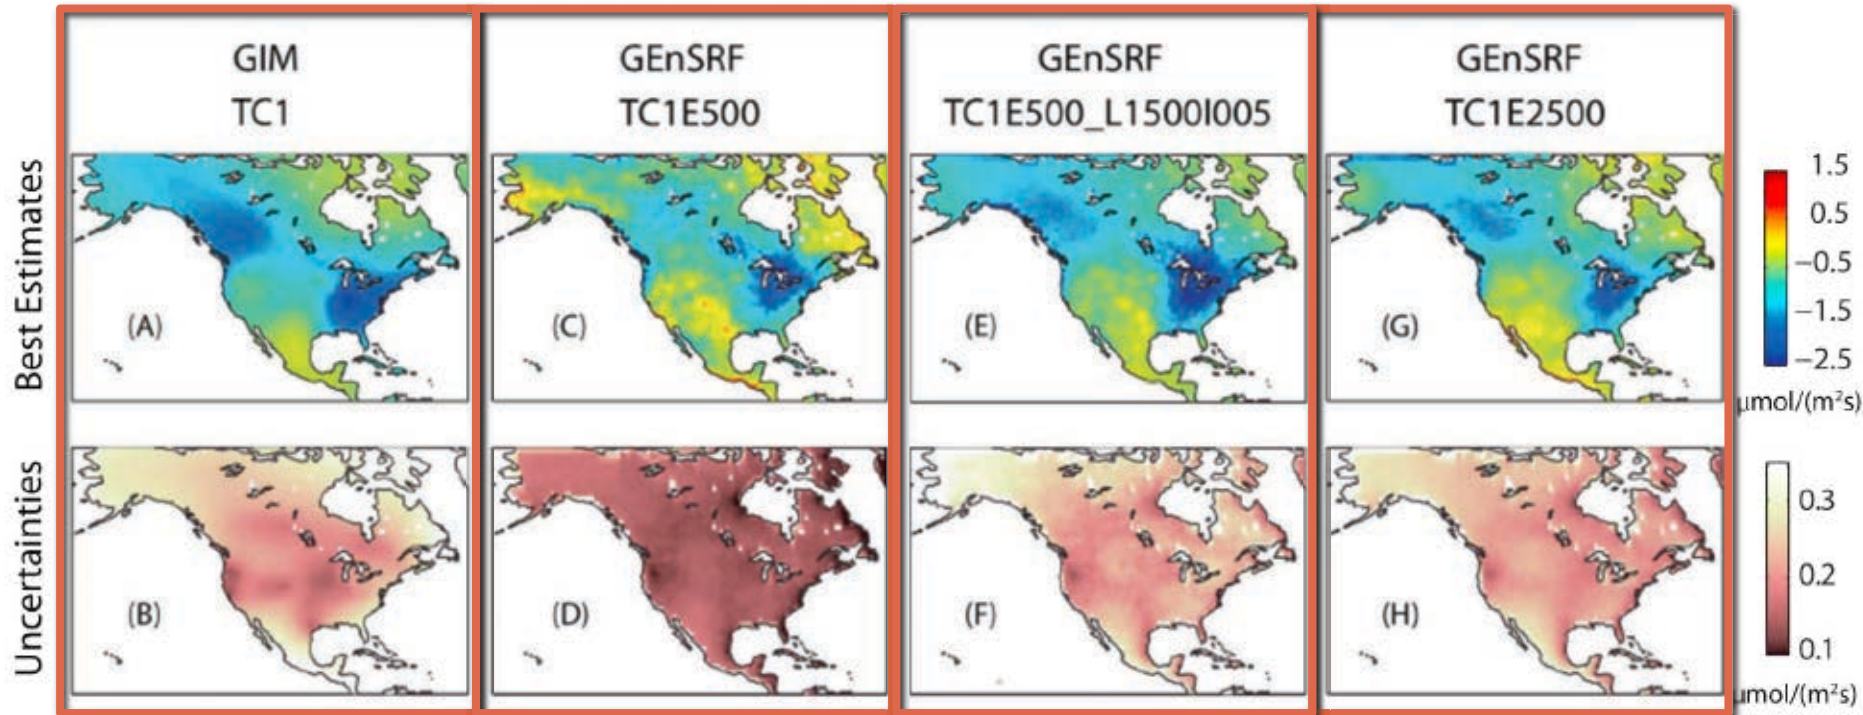 GIM
TC1
GEnSRF
TC1E500
GEnSRF
TC1E500_L1500I005
GEnSRF
TC1E2500
Best Estimates
(A)
(C)
(E)
(G)
1.5
0.5
−0.5
−1.5
−2.5
μmol/(m²s)
Uncertainties
(B)
(D)
(F)
(H)
0.3
0.2
0.1
μmol/(m²s)